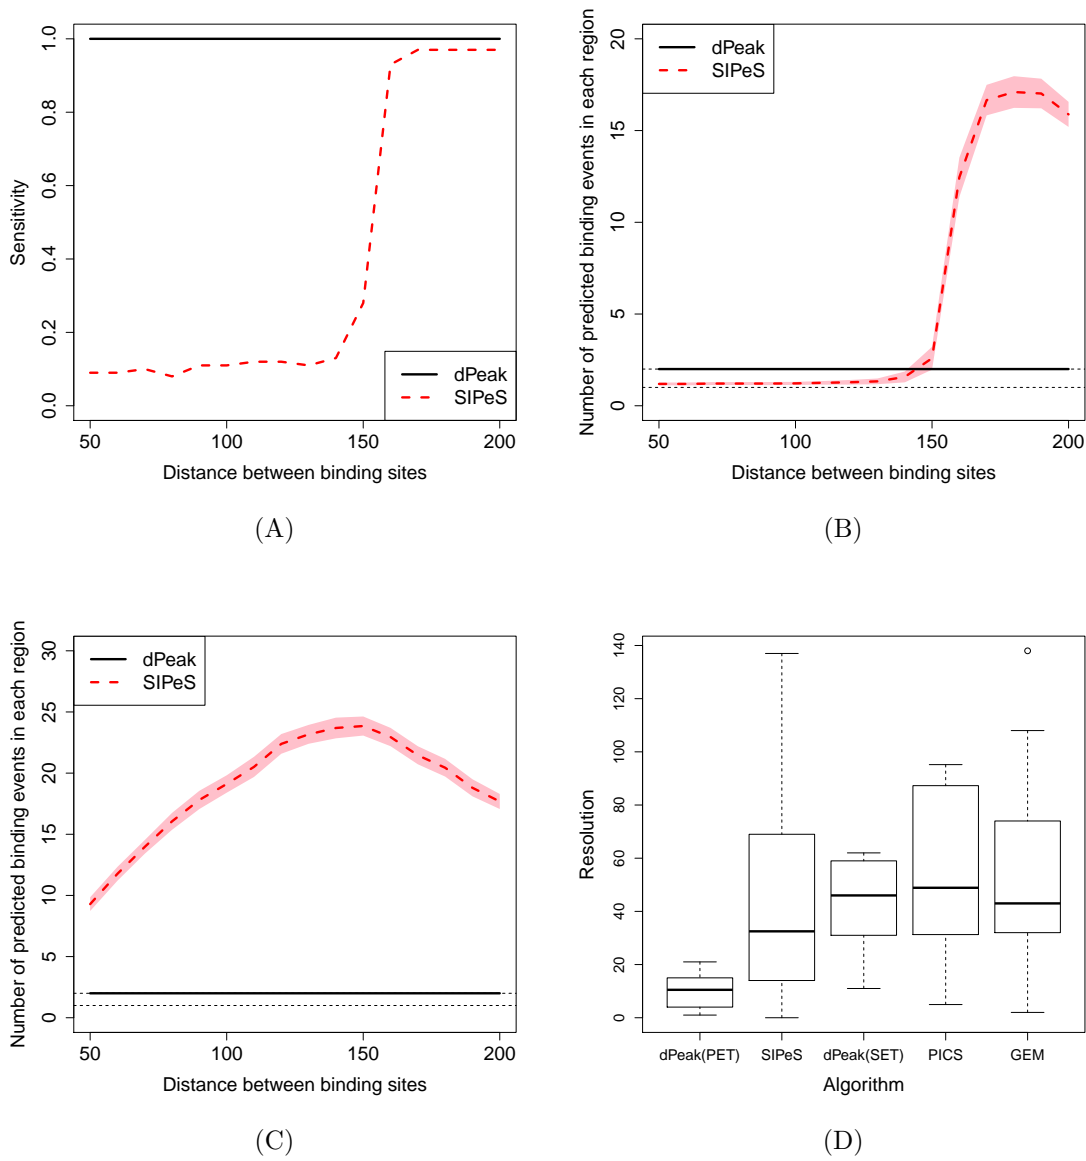 Sensitivity
1.0
0.8
0.6
0.4
0.2
0.0
dPeak
SIPeS
50 100 150 200
Distance between binding sites
(A)
Number of predicted binding events in each region
20
15
10
5
0
dPeak
SIPeS
50 100 150 200
Distance between binding sites
(B)
Number of predicted binding events in each region
30
25
20
15
10
5
0
dPeak
SIPeS
50 100 150 200
Distance between binding sites
(C)
Resolution
140
120
100
80
60
40
20
0
dPeak(PET) SIPeS dPeak(SET) PICS GEM
Algorithm
(D)